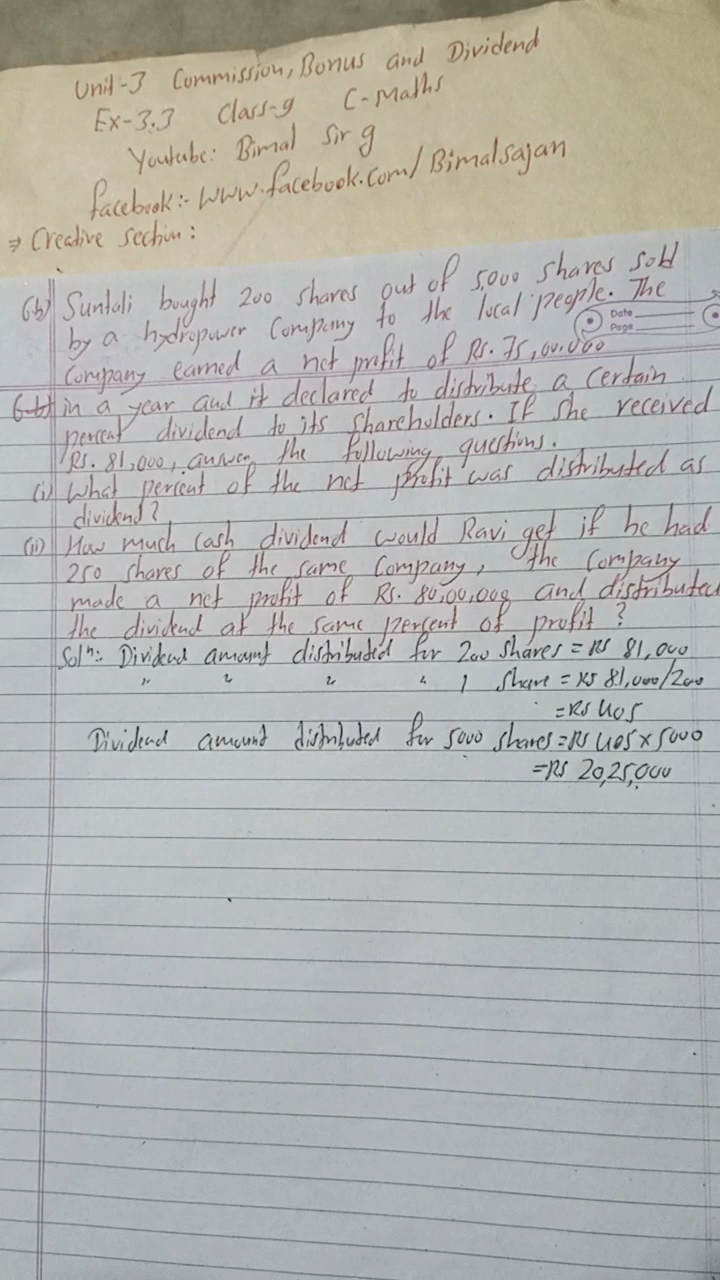 Unit-3 Commission, Bonus and Dividend
Ex-3.3 Class-9 C-Maths
Youtube: Bimal Sir g
facebook:- www.facebook.com/Bimalsajan
⇒ Creative section:
6b) Suntali bought 200 shares out of 5,000 shares sold
by a hydropower Company to the local people. The
Date
Page
Company earned a net profit of Rs. 75,00,000
in a year and it declared to distribute a certain
percent dividend to its shareholders. If she received
Rs. 81,000, answer the following questions.
(i) What percent of the net profit was distributed as
dividend?
(ii) How much cash dividend would Ravi get if he had
250 shares of the same Company, the Company
made a net profit of Rs. 80,00,000 and distributed
the dividend at the same percent of profit?
Solⁿ: Dividend amount distributed for 200 shares = Rs 81,000
" " " " 1 share = Rs 81,000/200
= Rs 405
Dividend amount distributed for 5000 shares = Rs 405 × 5000
= Rs 20,25,000